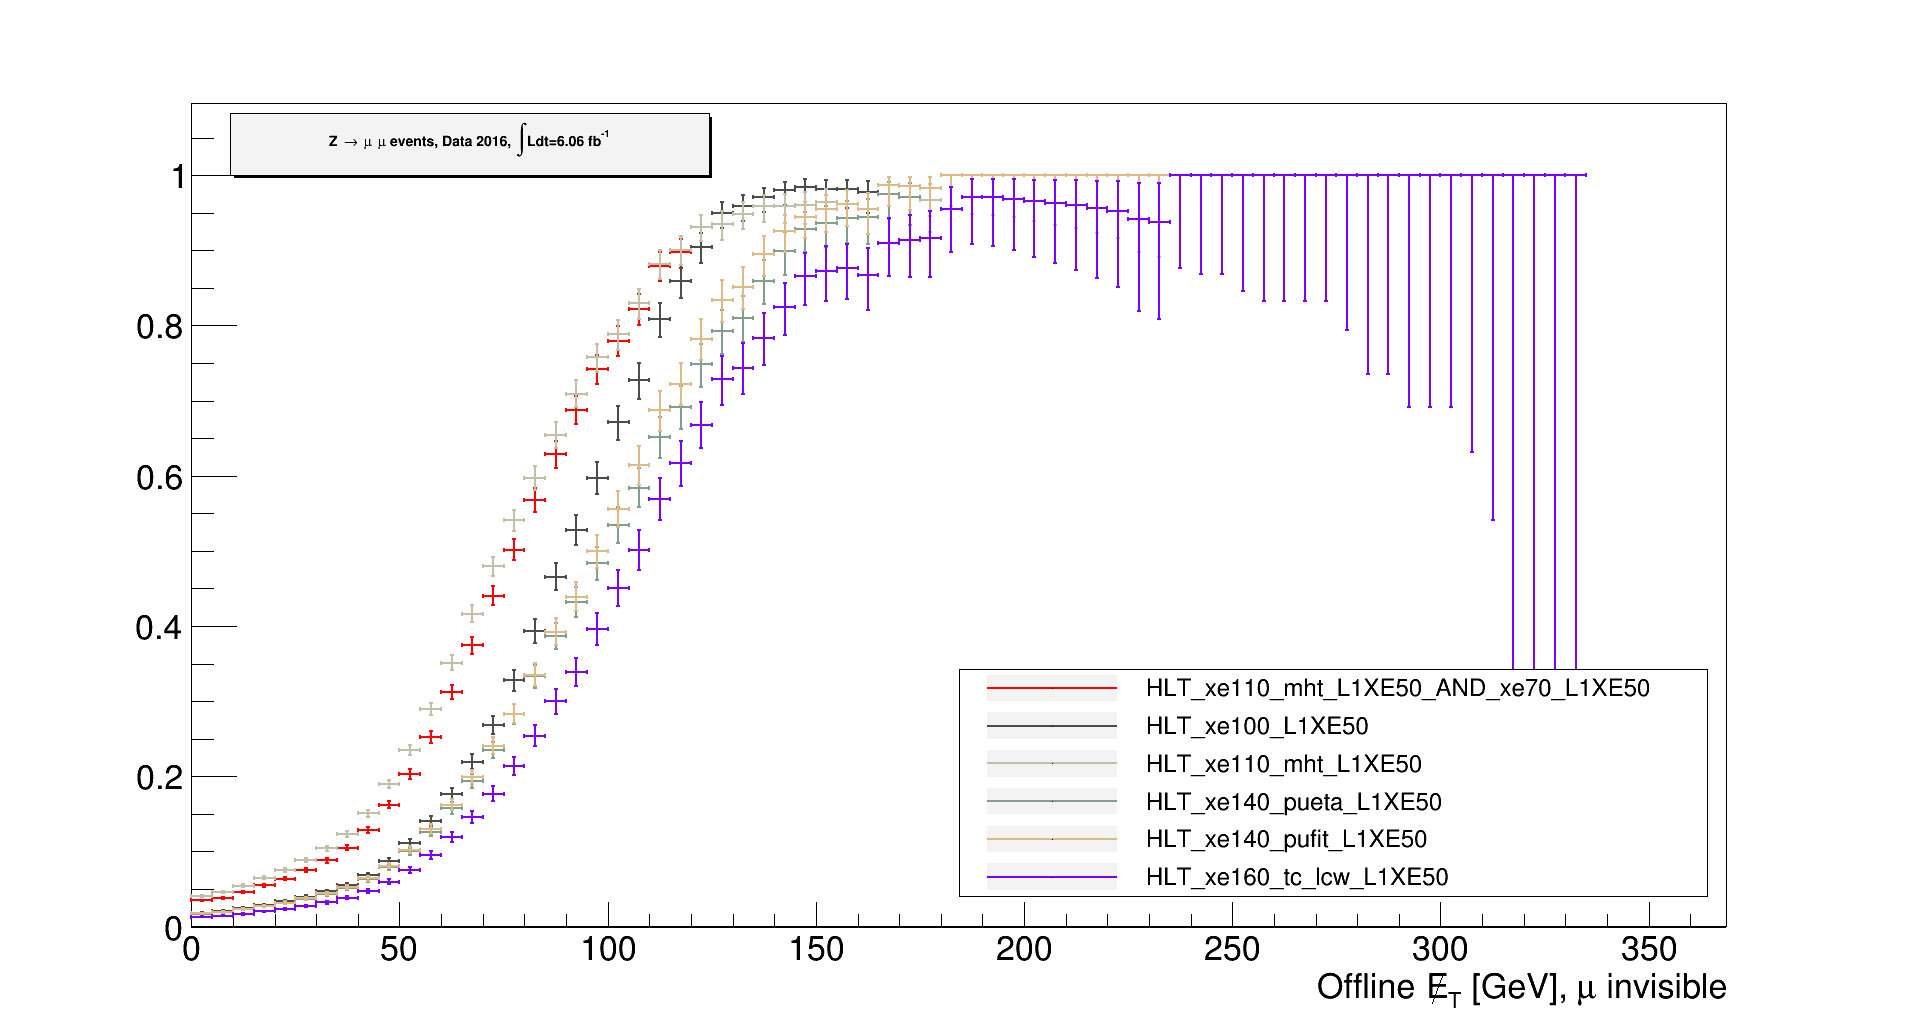 Z → μ μ events, Data 2016, ∫Ldt=6.06 fb⁻¹
1
0.8
0.6
0.4
0.2
0
0 50 100 150 200 250 300 350
HLT_xe110_mht_L1XE50_AND_xe70_L1XE50
HLT_xe100_L1XE50
HLT_xe110_mht_L1XE50
HLT_xe140_pueta_L1XE50
HLT_xe140_pufit_L1XE50
HLT_xe160_tc_lcw_L1XE50
Offline E̸_T [GeV], μ invisible